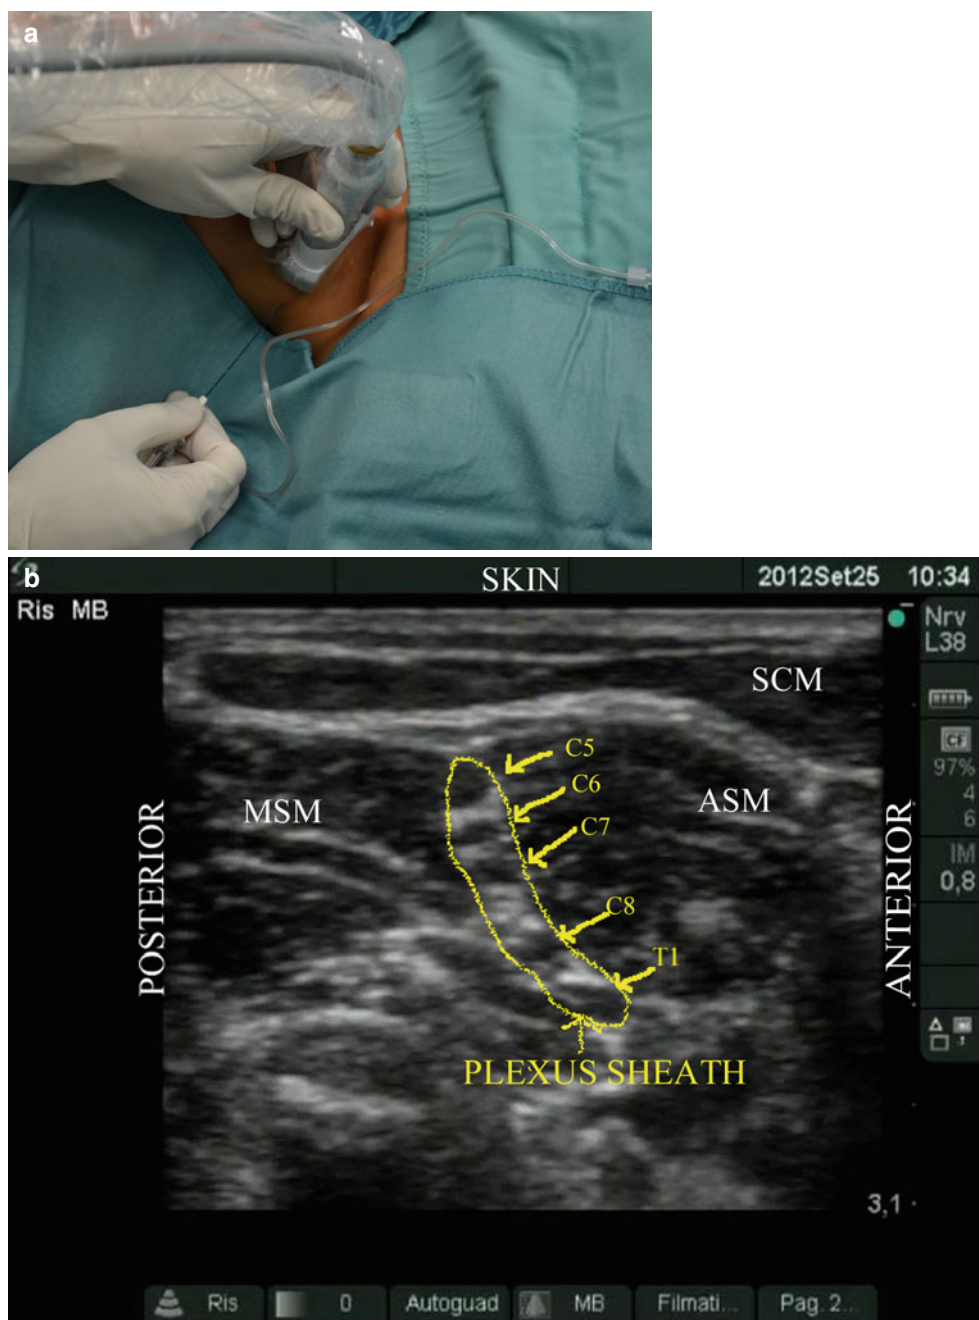 a
b
SKIN
2012Set25 10:34
Ris MB
Nrv
L38
SCM
C5
CF
97%
C6
4
MSM
ASM
6
C7
IM
0,8
C8
POSTERIOR
ANTERIOR
T1
PLEXUS SHEATH
3,1
Ris 0 Autoguad MB Filmati... Pag. 2...